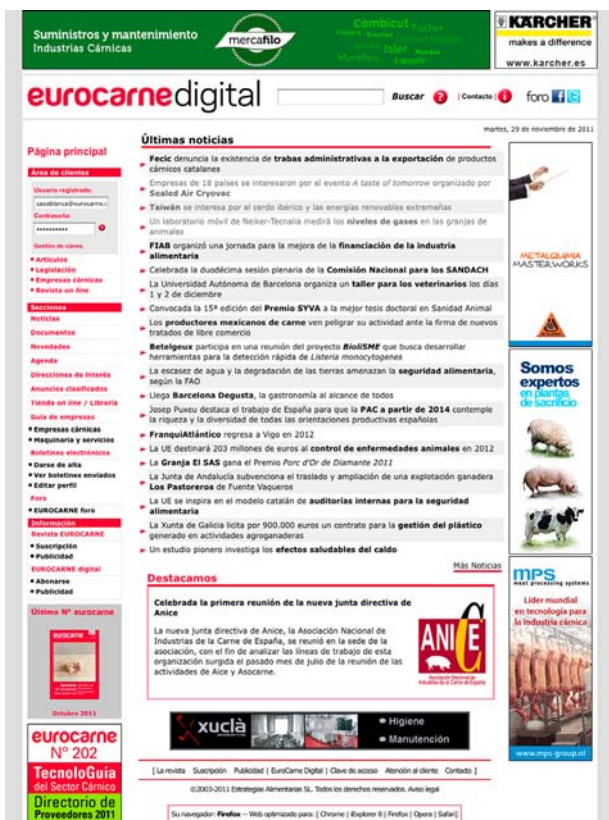 Suministros y mantenimiento
Industrias Cárnicas
mercafilo
Combicut
Fischer
Isler
KÄRCHER
makes a difference
www.karcher.es
eurocarnedigital
Buscar
[Contacto]
foro
martes, 29 de noviembre de 2011
Página principal
Área de clientes
Usuario registrado:
Contraseña:
Gestión de claves
Artículos
Legislación
Empresas cárnicas
Revista on line
Secciones
Noticias
Documentos
Novedades
Agenda
Direcciones de Interés
Anuncios clasificados
Tienda on line / Librería
Guía de empresas
Empresas cárnicas
Maquinaria y servicios
Boletines electrónicos
Darse de alta
Ver boletines enviados
Editar perfil
Foro
EUROCARNE foro
Información
Revista EUROCARNE
Suscripción
Publicidad
EUROCARNE digital
Abonarse
Publicidad
Último Nº eurocarne
eurocarne
Octubre 2011
eurocarne
Nº 202
TecnoloGuía
del Sector Cárnico
Directorio de
Proveedores 2011
Últimas noticias
Fecic denuncia la existencia de trabas administrativas a la exportación de productos
cárnicos catalanes
Empresas de 18 países se interesaron por el evento A taste of tomorrow organizado por
Sealed Air Cryovac
Taiwán se interesa por el cerdo ibérico y las energías renovables extremeñas
Un laboratorio móvil de Neiker-Tecnalia medirá los niveles de gases en las granjas de
animales
FIAB organizó una jornada para la mejora de la financiación de la industria
alimentaria
Celebrada la duodécima sesión plenaria de la Comisión Nacional para los SANDACH
La Universidad Autónoma de Barcelona organiza un taller para los veterinarios los días
1 y 2 de diciembre
Convocada la 15ª edición del Premio SYVA a la mejor tesis doctoral en Sanidad Animal
Los productores mexicanos de carne ven peligrar su actividad ante la firma de nuevos
tratados de libre comercio
Betelgeux participa en una reunión del proyecto BioliSME que busca desarrollar
herramientas para la detección rápida de Listeria monocytogenes
La escasez de agua y la degradación de las tierras amenazan la seguridad alimentaria,
según la FAO
Llega Barcelona Degusta, la gastronomía al alcance de todos
Josep Puxeu destaca el trabajo de España para que la PAC a partir de 2014 contemple
la riqueza y la diversidad de todas las orientaciones productivas españolas
FranquiAtlántico regresa a Vigo en 2012
La UE destinará 203 millones de euros al control de enfermedades animales en 2012
La Granja El SAS gana el Premio Porc d'Or de Diamante 2011
La Junta de Andalucía subvenciona el traslado y ampliación de una explotación ganadera
Los Pastoreros de Fuente Vaqueros
La UE se inspira en el modelo catalán de auditorías internas para la seguridad
alimentaria
La Xunta de Galicia licita por 900.000 euros un contrato para la gestión del plástico
generado en actividades agroganaderas
Un estudio pionero investiga los efectos saludables del caldo
Más Noticias
Destacamos
Celebrada la primera reunión de la nueva junta directiva de
Anice
La nueva junta directiva de Anice, la Asociación Nacional de
Industrias de la Carne de España, se reunió en la sede de la
asociación, con el fin de analizar las líneas de trabajo de esta
organización surgida el pasado mes de julio de la reunión de las
actividades de Aice y Asocarne.
ANICE
Asociación Nacional de
Industrias de la Carne de España
xuclà
Higiene
Manutención
[ La revista Suscripción Publicidad | EuroCarne Digital | Clave de acceso Atención al cliente Contacto ]
©2003-2011 Estrategias Alimentarias SL. Todos los derechos reservados. Aviso legal
Su navegador: Firefox -- Web optimizado para: [ Chrome | iExplorer 8 | Firefox | Opera | Safari]
METALQUIMIA
MASTERWORKS
Somos
expertos
en plantas
de sacrificio
mps
meat processing systems
Líder mundial
en tecnología para
la industria cárnica
www.mps-group.nl